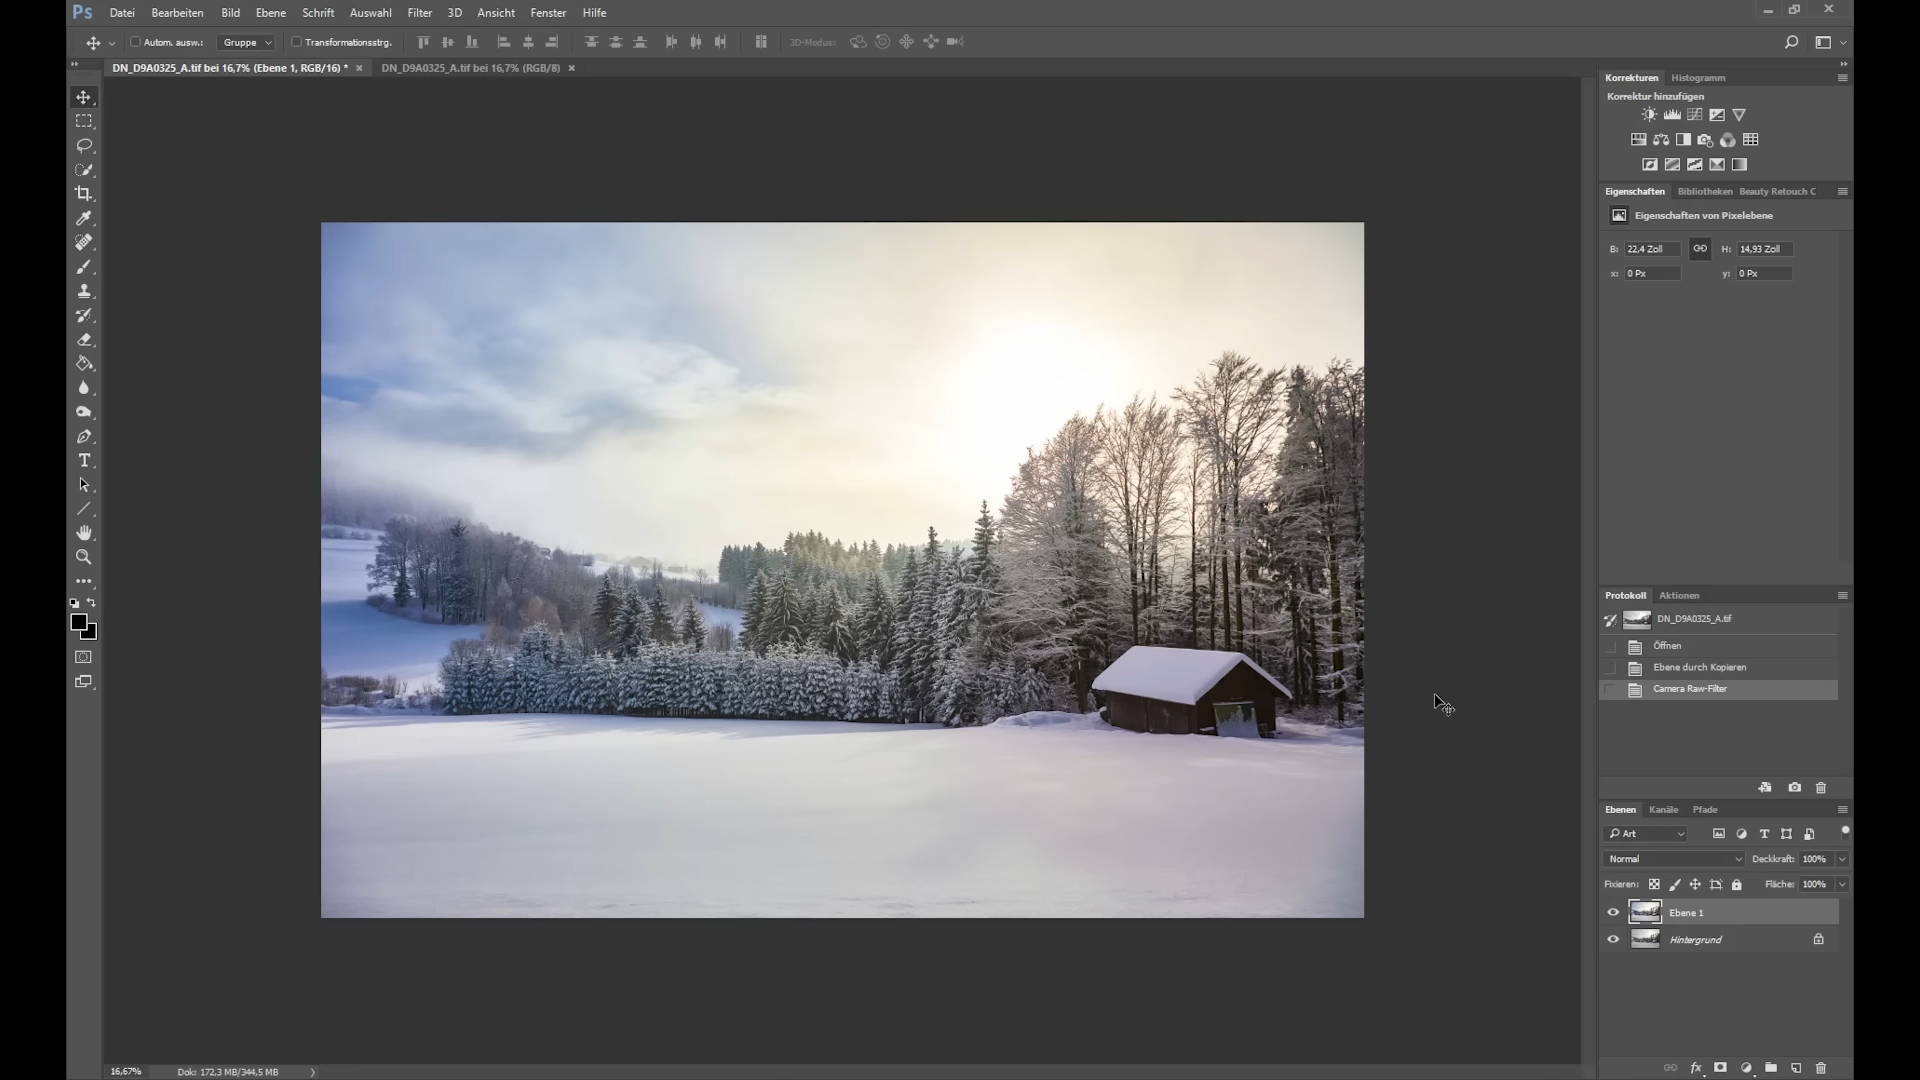 Ps Datei Bearbeiten Bild Ebene Schrift Auswahl Filter 3D Ansicht Fenster Hilfe
Autom. ausw.: Gruppe Transformationsstrg. 3D-Modus:
DN_D9A0325_A.tif bei 16,7% (Ebene 1, RGB/16) * × DN_D9A0325_A.tif bei 16,7% (RGB/8) ×
Korrekturen Histogramm
Korrektur hinzufügen
Eigenschaften Bibliotheken Beauty Retouch C
Eigenschaften von Pixelebene
B: 22,4 Zoll H: 14,93 Zoll
x: 0 Px y: 0 Px
Protokoll Aktionen
DN_D9A0325_A.tif
Öffnen
Ebene durch Kopieren
Camera Raw-Filter
Ebenen Kanäle Pfade
Art
Normal Deckkraft: 100%
Fixieren: Fläche: 100%
Ebene 1
Hintergrund
fx
16,67% Dok: 172,3 MB/344,5 MB